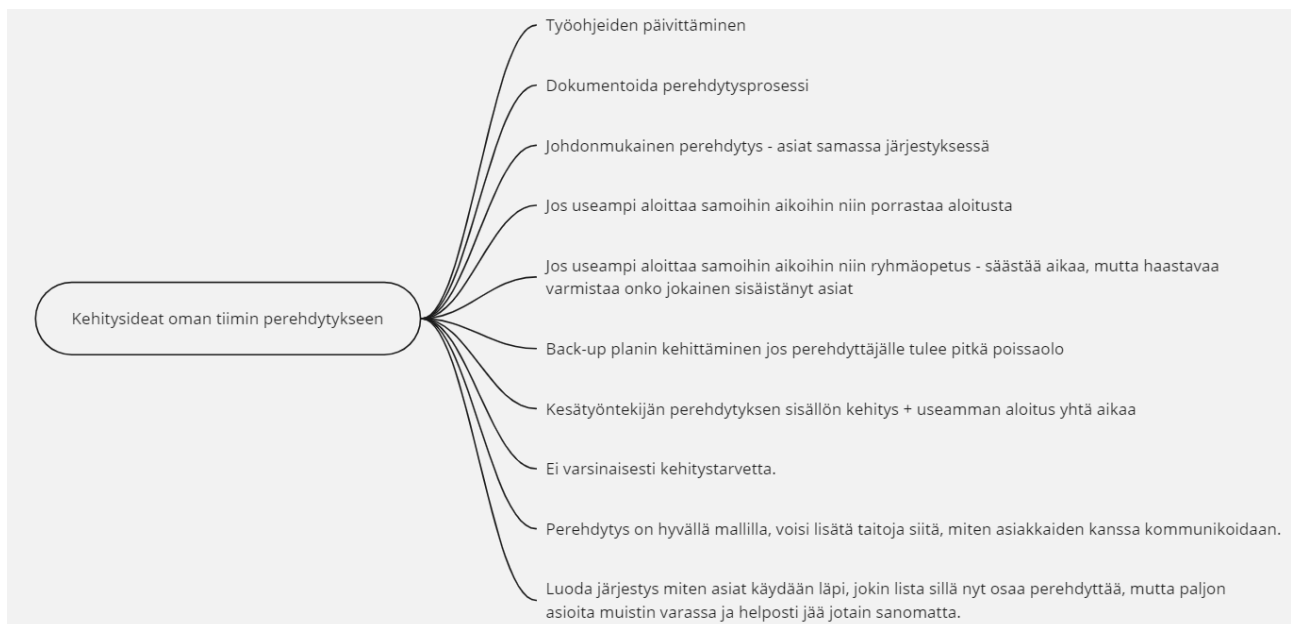 Työohjeiden päivittäminen
Dokumentoida perehdytysprosessi
Johdonmukainen perehdytys - asiat samassa järjestyksessä
Jos useampi aloittaa samoihin aikoihin niin porrastaa aloitusta
Jos useampi aloittaa samoihin aikoihin niin ryhmäopetus - säästää aikaa, mutta haastavaa
varmistaa onko jokainen sisäistänyt asiat
Kehitysideat oman tiimin perehdytykseen
Back-up planin kehittäminen jos perehdyttäjälle tulee pitkä poissaolo
Kesätyöntekijän perehdytyksen sisällön kehitys + useamman aloitus yhtä aikaa
Ei varsinaisesti kehitystarvetta.
Perehdytys on hyvällä mallilla, voisi lisätä taitoja siitä, miten asiakkaiden kanssa kommunikoidaan.
Luoda järjestys miten asiat käydään läpi, jokin lista sillä nyt osaa perehdyttää, mutta paljon
asioita muistin varassa ja helposti jää jotain sanomatta.